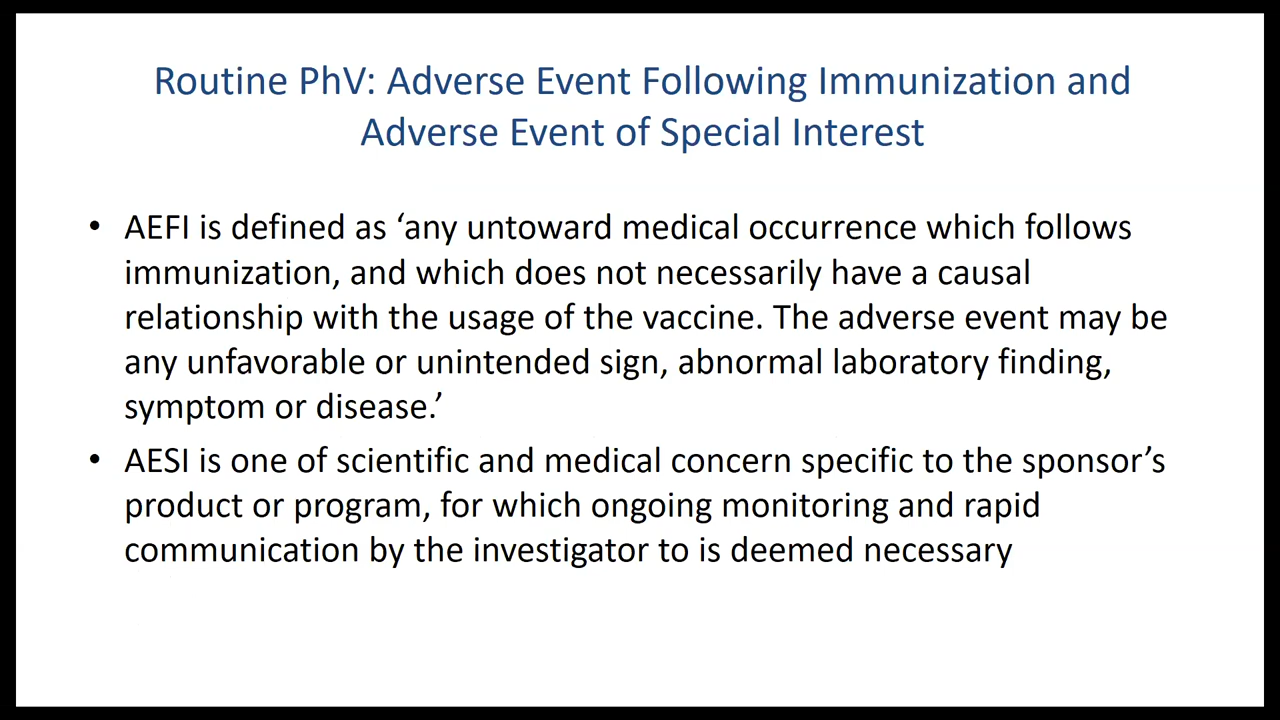 Routine PhV: Adverse Event Following Immunization and
Adverse Event of Special Interest
• AEFI is defined as ‘any untoward medical occurrence which follows
immunization, and which does not necessarily have a causal
relationship with the usage of the vaccine. The adverse event may be
any unfavorable or unintended sign, abnormal laboratory finding,
symptom or disease.’
• AESI is one of scientific and medical concern specific to the sponsor’s
product or program, for which ongoing monitoring and rapid
communication by the investigator to is deemed necessary